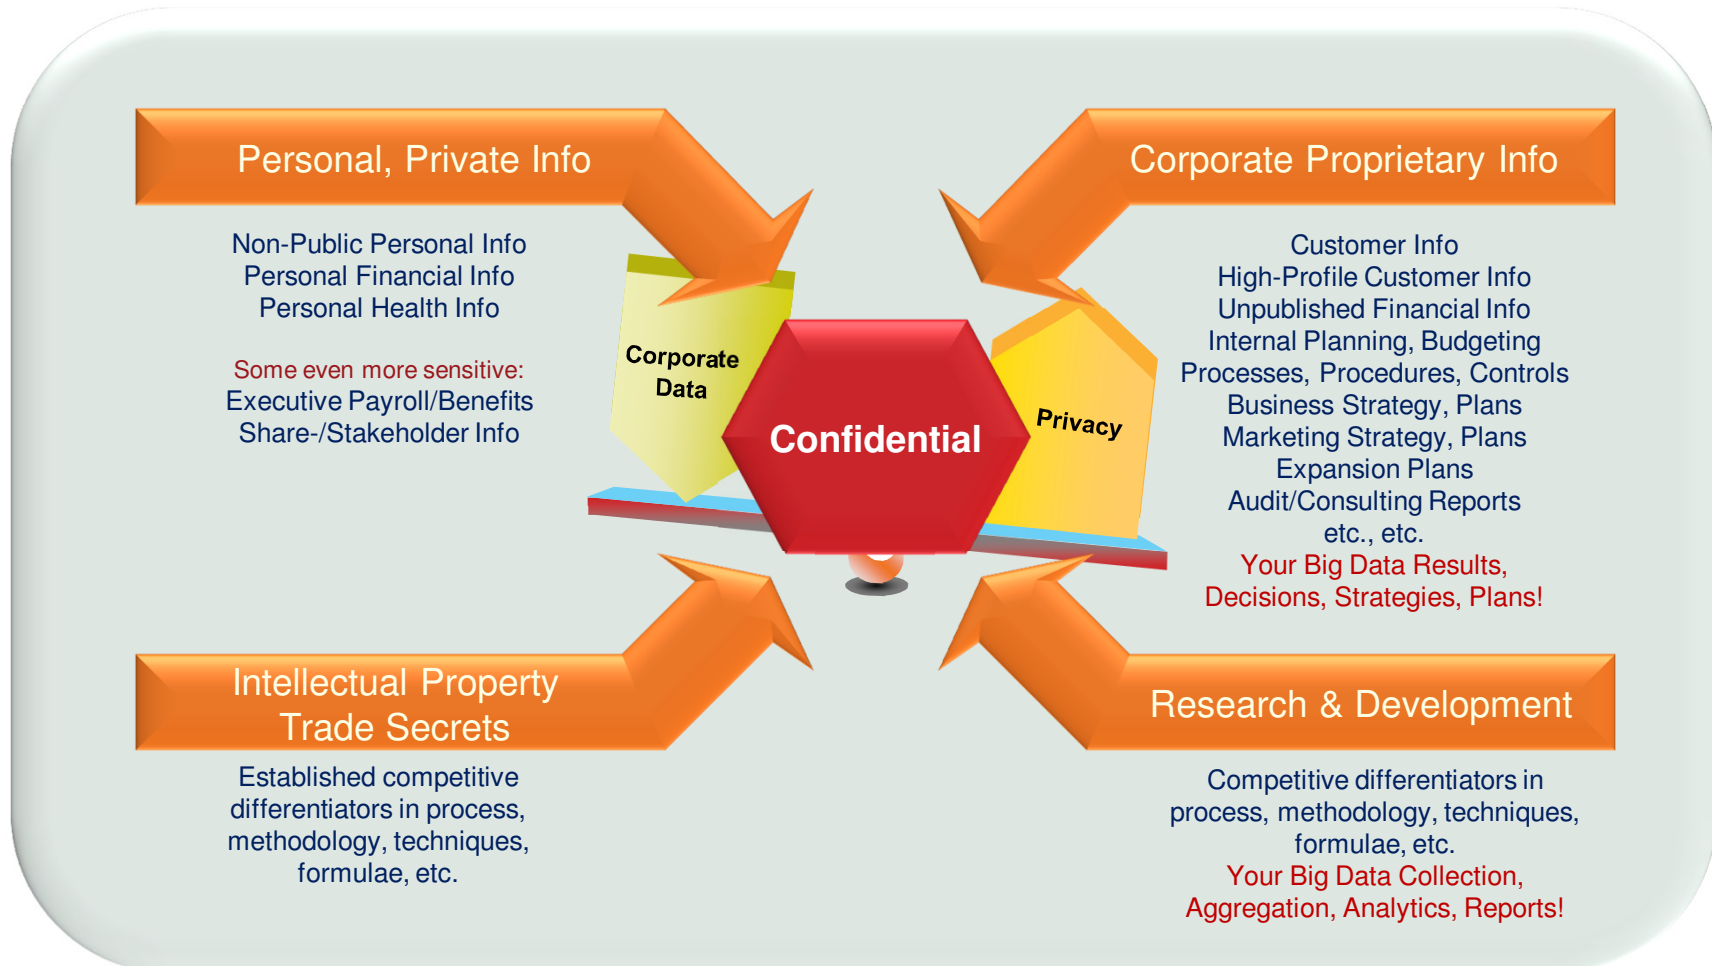 Personal, Private Info
Non-Public Personal Info
Personal Financial Info
Personal Health Info
Some even more sensitive:
Executive Payroll/Benefits
Share-/Stakeholder Info
Corporate Proprietary Info
Customer Info
High-Profile Customer Info
Unpublished Financial Info
Internal Planning, Budgeting
Processes, Procedures, Controls
Business Strategy, Plans
Marketing Strategy, Plans
Expansion Plans
Audit/Consulting Reports
etc., etc.
Your Big Data Results,
Decisions, Strategies, Plans!
Corporate
Data
Confidential
Privacy
Intellectual Property
Trade Secrets
Established competitive
differentiators in process,
methodology, techniques,
formulae, etc.
Research & Development
Competitive differentiators in
process, methodology, techniques,
formulae, etc.
Your Big Data Collection,
Aggregation, Analytics, Reports!